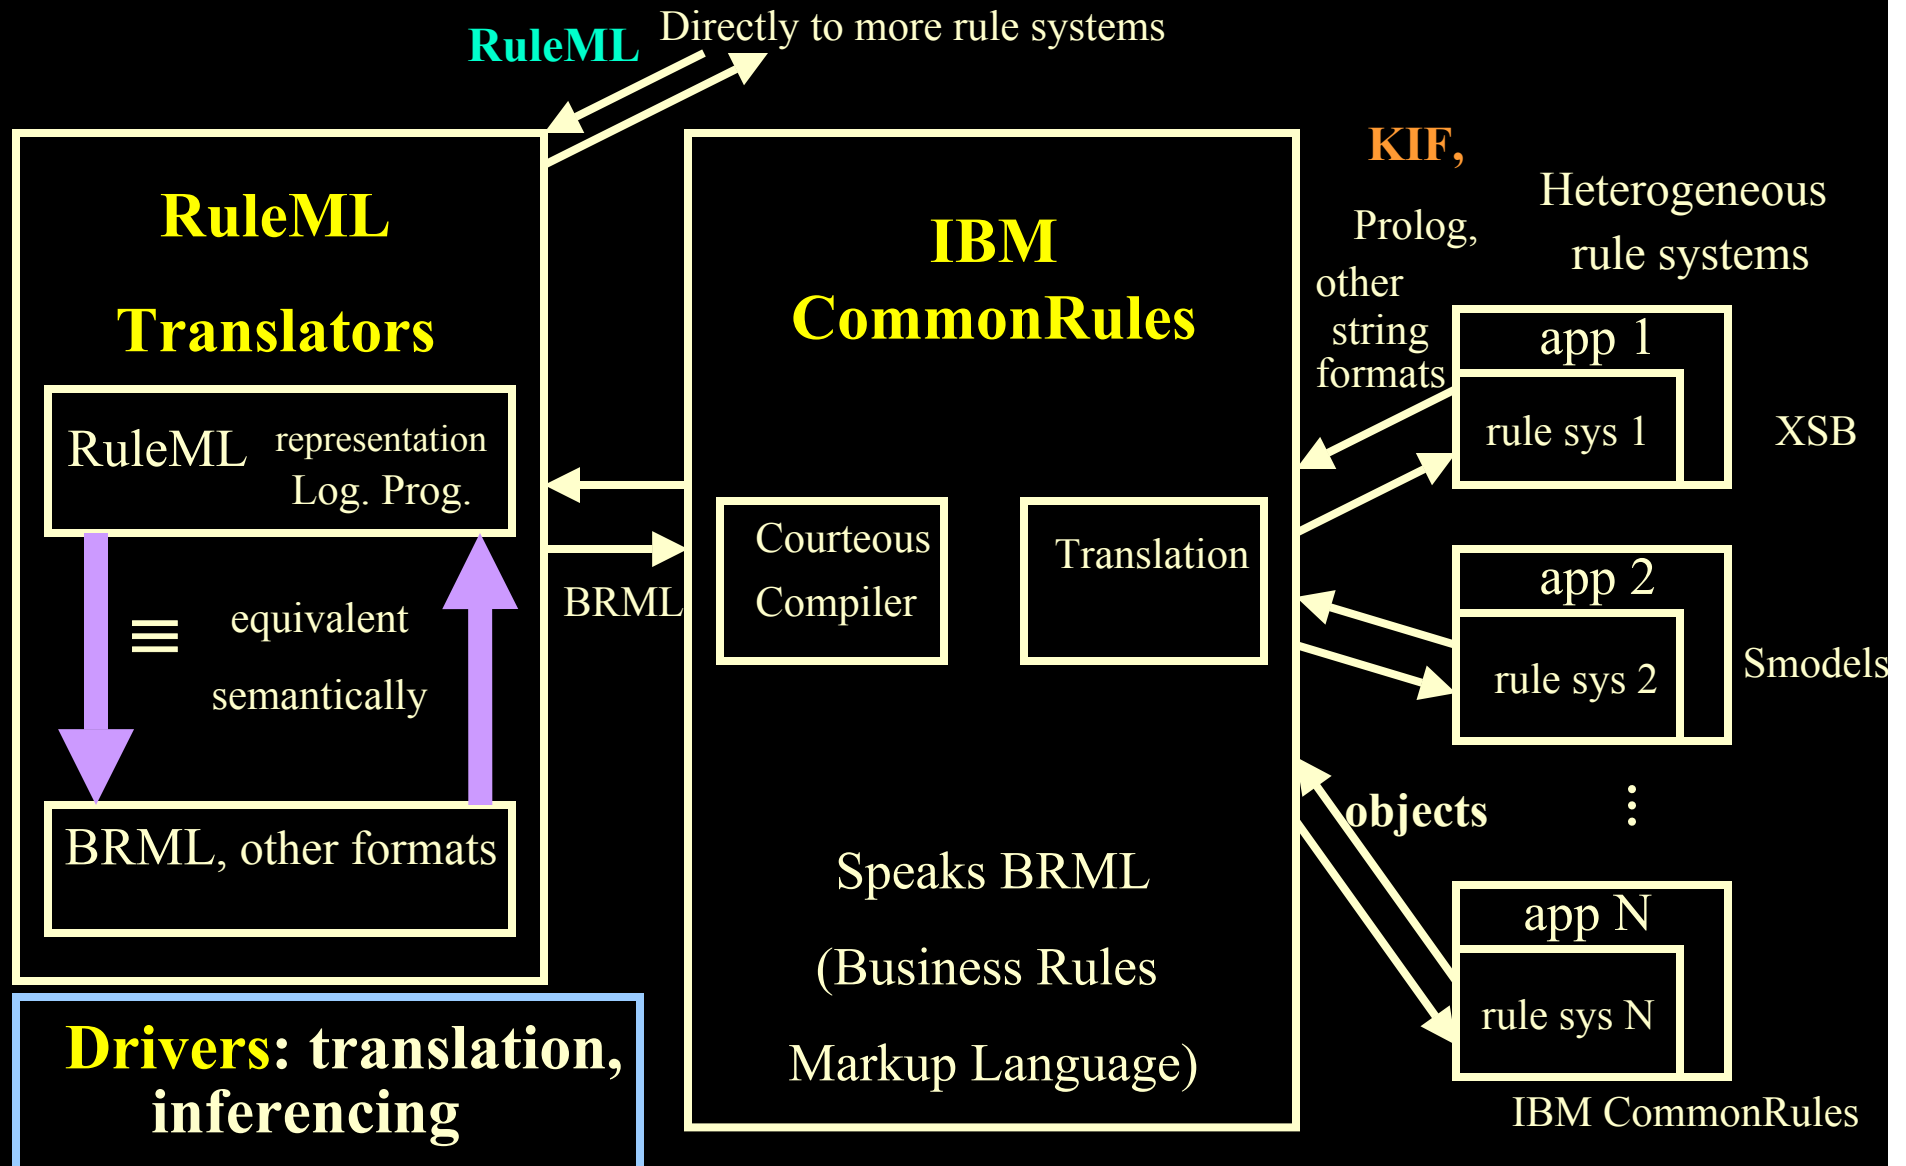 RuleML
Directly to more rule systems
RuleML
Translators
RuleML representation
Log. Prog.
≡ equivalent
semantically
BRML, other formats
Drivers: translation,
inferencing
BRML
IBM
CommonRules
Courteous
Compiler
Translation
Speaks BRML
(Business Rules
Markup Language)
KIF,
Prolog,
other
string
formats
objects
Heterogeneous
rule systems
app 1
rule sys 1
XSB
app 2
rule sys 2
Smodels
⋮
app N
rule sys N
IBM CommonRules